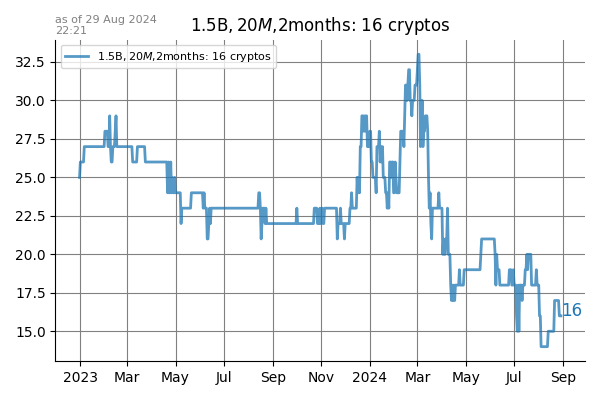 as of 29 Aug 2024
22:21
1.5B, 20M,2months: 16 cryptos
1.5B, 20M,2months: 16 cryptos
32.5
30.0
27.5
25.0
22.5
20.0
17.5
15.0
16
2023 Mar May Jul Sep Nov 2024 Mar May Jul Sep